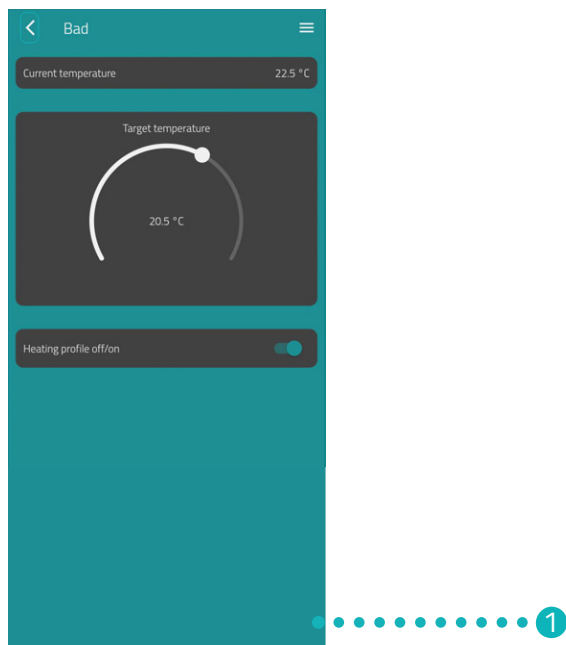 Bad
Current temperature 22.5 °C
Target temperature
20.5 °C
Heating profile off/on
1